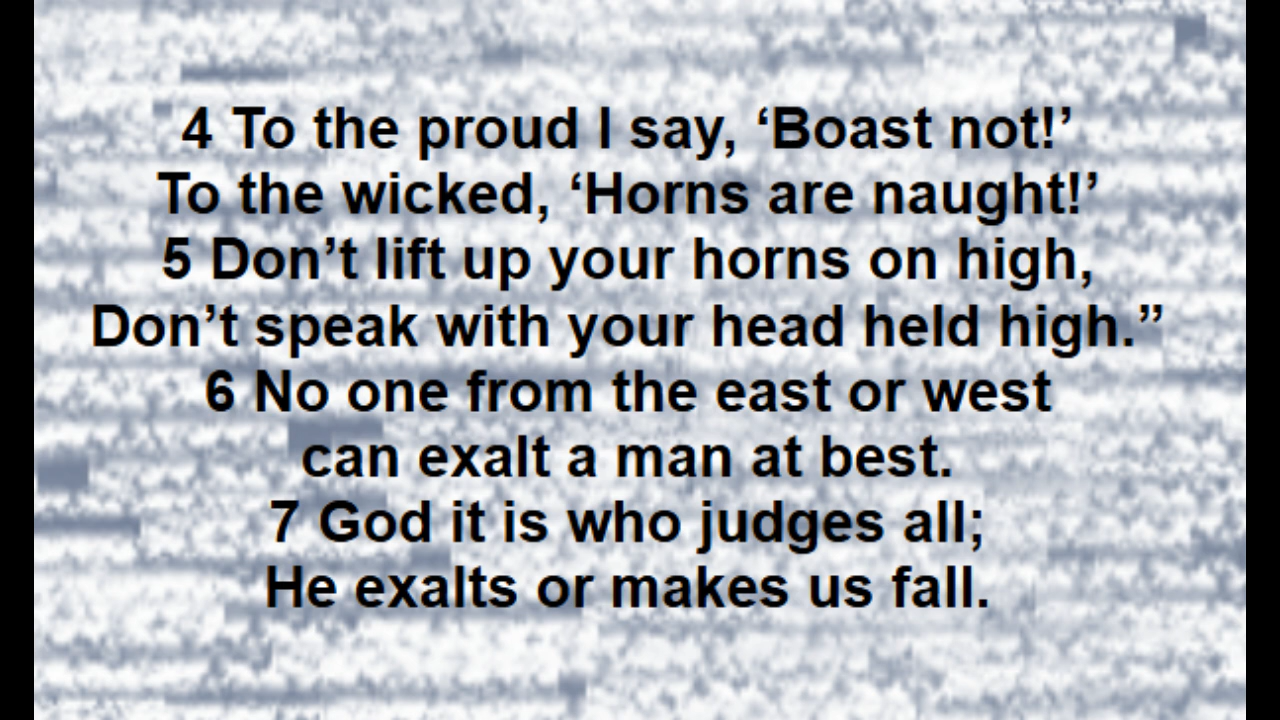 4 To the proud I say, ‘Boast not!’
To the wicked, ‘Horns are naught!’
5 Don’t lift up your horns on high,
Don’t speak with your head held high.”
6 No one from the east or west
can exalt a man at best.
7 God it is who judges all;
He exalts or makes us fall.